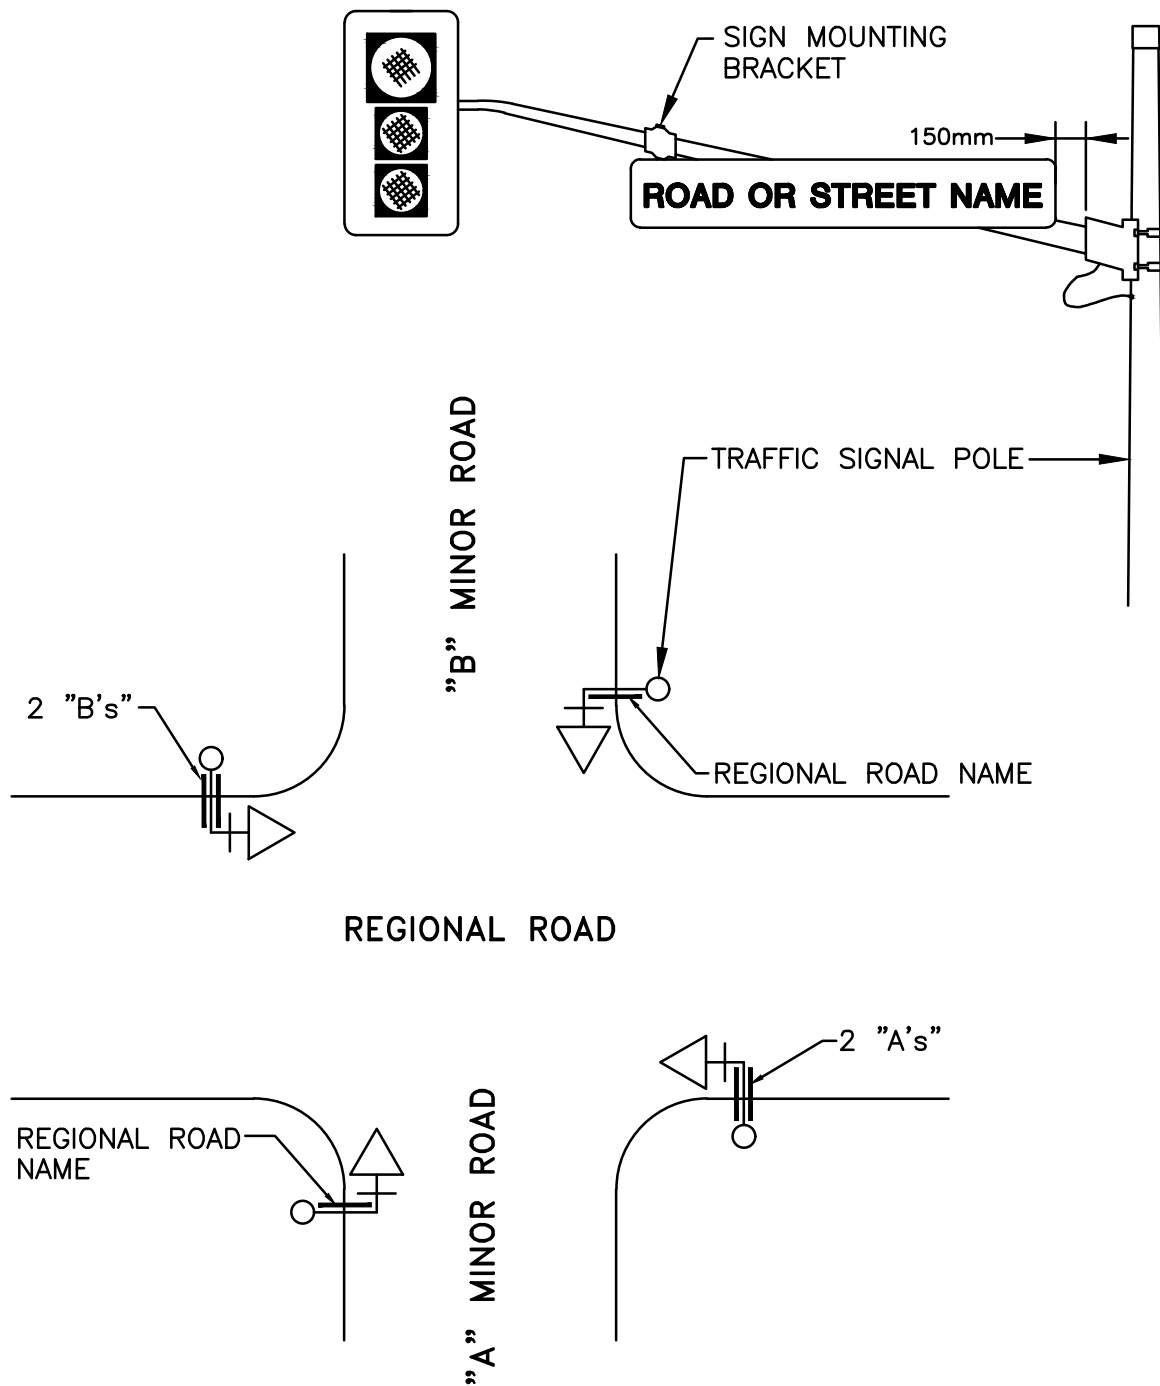 SIGN MOUNTING
BRACKET
150mm
ROAD OR STREET NAME
TRAFFIC SIGNAL POLE
"B" MINOR ROAD
2 "B's"
REGIONAL ROAD NAME
REGIONAL ROAD
2 "A's"
REGIONAL ROAD
NAME
"A" MINOR ROAD